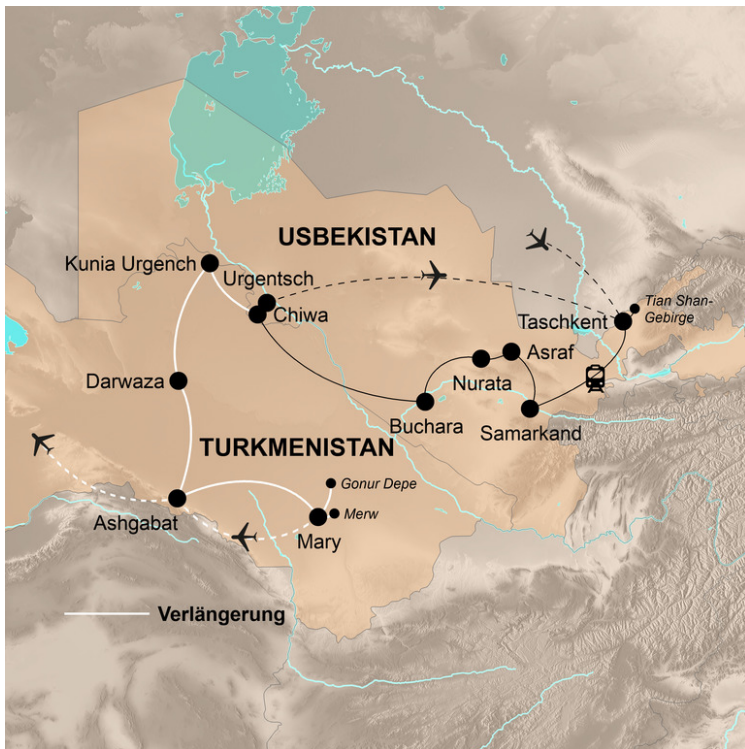 USBEKISTAN
Kunia Urgench
Urgentsch
Chiwa
Tian Shan-
Gebirge
Taschkent
Asraf
Nurata
Darwaza
Buchara
Samarkand
TURKMENISTAN
Gonur Depe
Ashgabat
Merw
Mary
Verlängerung